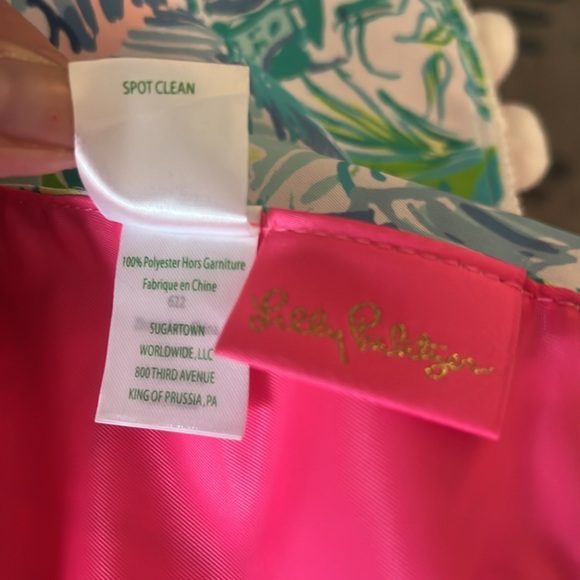 SPOT CLEAN
100% Polyester Hors Garniture
Fabrique en Chine
622
SUGARTOWN
WORLDWIDE, LLC
800 THIRD AVENUE
KING OF PRUSSIA, PA
Lilly Pulitzer